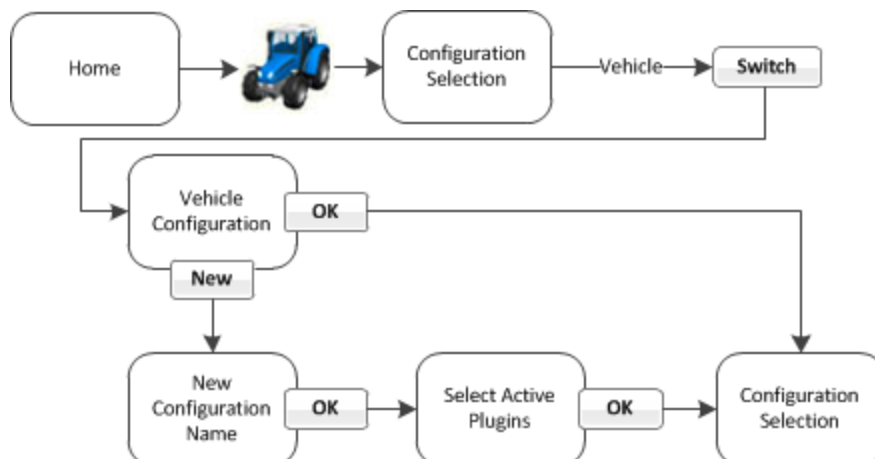 Home
Configuration
Selection
Vehicle
Switch
Vehicle
Configuration
OK
New
New
Configuration
Name
OK
Select Active
Plugins
OK
Configuration
Selection